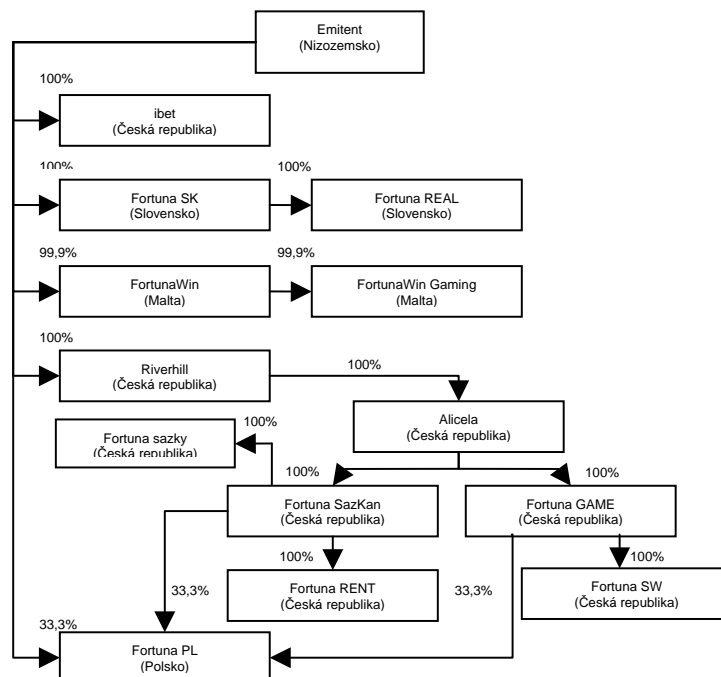 Emitent
(Nizozemsko)
100%
ibet
(Česká republika)
100%
100%
Fortuna SK
(Slovensko)
Fortuna REAL
(Slovensko)
99,9%
99,9%
FortunaWin
(Malta)
FortunaWin Gaming
(Malta)
100%
Riverhill
(Česká republika)
100%
Alicela
(Česká republika)
100%
Fortuna sazky
(Česká republika)
100%
100%
Fortuna SazKan
(Česká republika)
Fortuna GAME
(Česká republika)
100%
100%
Fortuna RENT
(Česká republika)
Fortuna SW
(Česká republika)
33,3%
33,3%
33,3%
Fortuna PL
(Polsko)